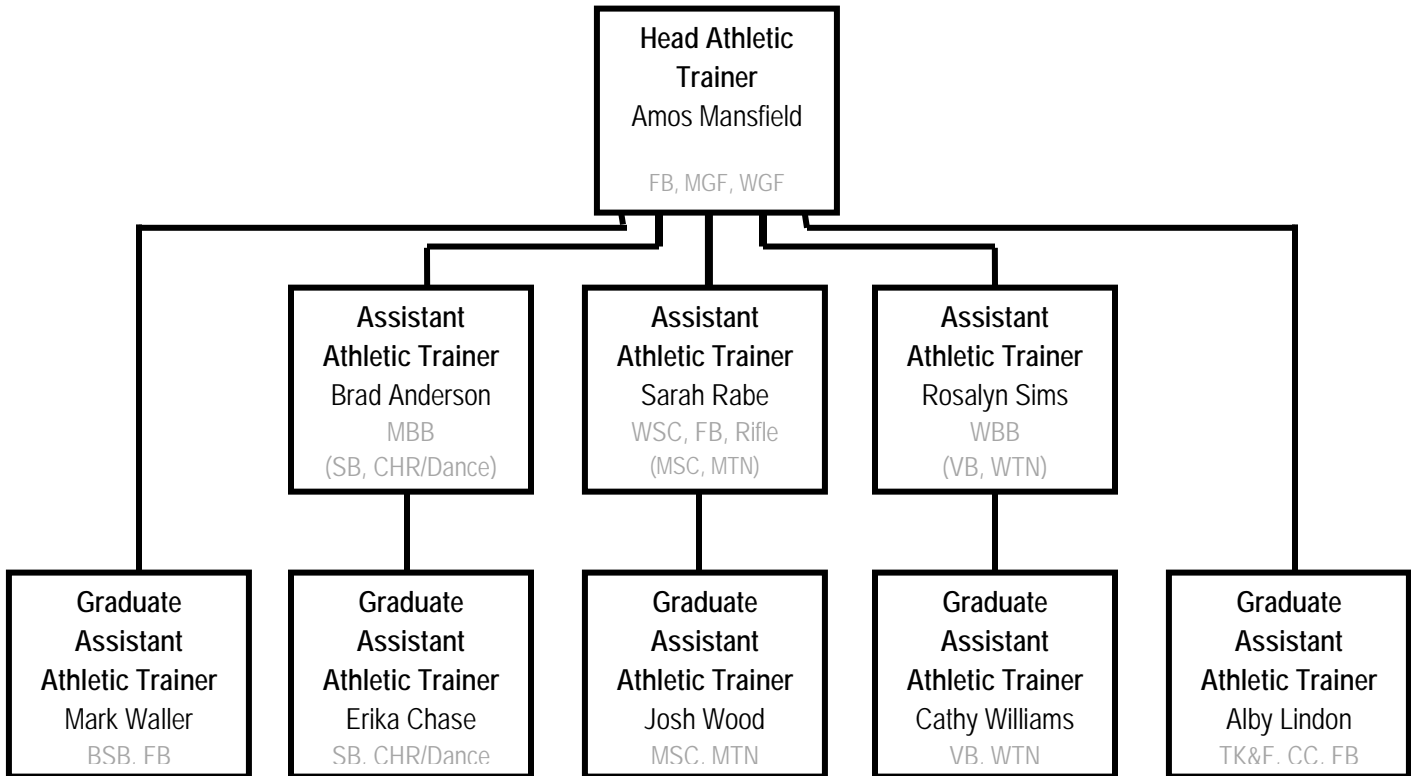 Head Athletic
Trainer
Amos Mansfield
FB, MGF, WGF
Assistant
Athletic Trainer
Brad Anderson
MBB
(SB, CHR/Dance)
Assistant
Athletic Trainer
Sarah Rabe
WSC, FB, Rifle
(MSC, MTN)
Assistant
Athletic Trainer
Rosalyn Sims
WBB
(VB, WTN)
Graduate
Assistant
Athletic Trainer
Mark Waller
BSB, FB
Graduate
Assistant
Athletic Trainer
Erika Chase
SB, CHR/Dance
Graduate
Assistant
Athletic Trainer
Josh Wood
MSC, MTN
Graduate
Assistant
Athletic Trainer
Cathy Williams
VB, WTN
Graduate
Assistant
Athletic Trainer
Alby Lindon
TK&F, CC, FB